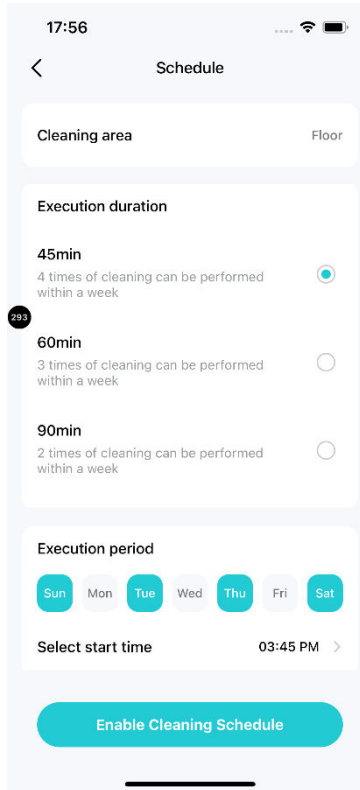 17:56
Schedule
Cleaning area Floor
Execution duration
45min
4 times of cleaning can be performed
within a week
293
60min
3 times of cleaning can be performed
within a week
90min
2 times of cleaning can be performed
within a week
Execution period
Sun Mon Tue Wed Thu Fri Sat
Select start time 03:45 PM
Enable Cleaning Schedule